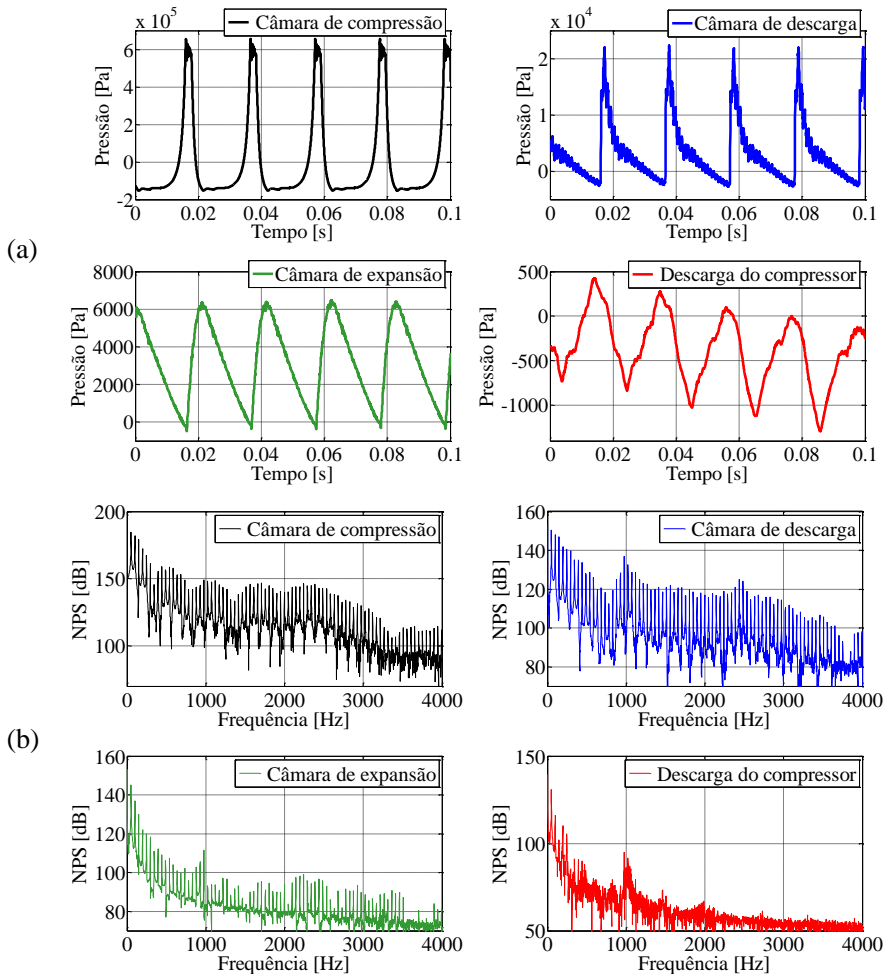 x 10⁵
Câmara de compressão
6
4
2
0
-2
Pressão [Pa]
0 0.02 0.04 0.06 0.08 0.1
Tempo [s]
x 10⁴
Câmara de descarga
2
1
0
Pressão [Pa]
0 0.02 0.04 0.06 0.08 0.1
Tempo [s]
(a)
Câmara de expansão
8000
6000
4000
2000
0
Pressão [Pa]
0 0.02 0.04 0.06 0.08 0.1
Tempo [s]
Descarga do compressor
500
0
-500
-1000
Pressão [Pa]
0 0.02 0.04 0.06 0.08 0.1
Tempo [s]
Câmara de compressão
200
150
100
NPS [dB]
0 1000 2000 3000 4000
Frequência [Hz]
Câmara de descarga
160
140
120
100
80
NPS [dB]
0 1000 2000 3000 4000
Frequência [Hz]
(b)
Câmara de expansão
160
140
120
100
80
NPS [dB]
0 1000 2000 3000 4000
Frequência [Hz]
Descarga do compressor
150
100
50
NPS [dB]
0 1000 2000 3000 4000
Frequência [Hz]